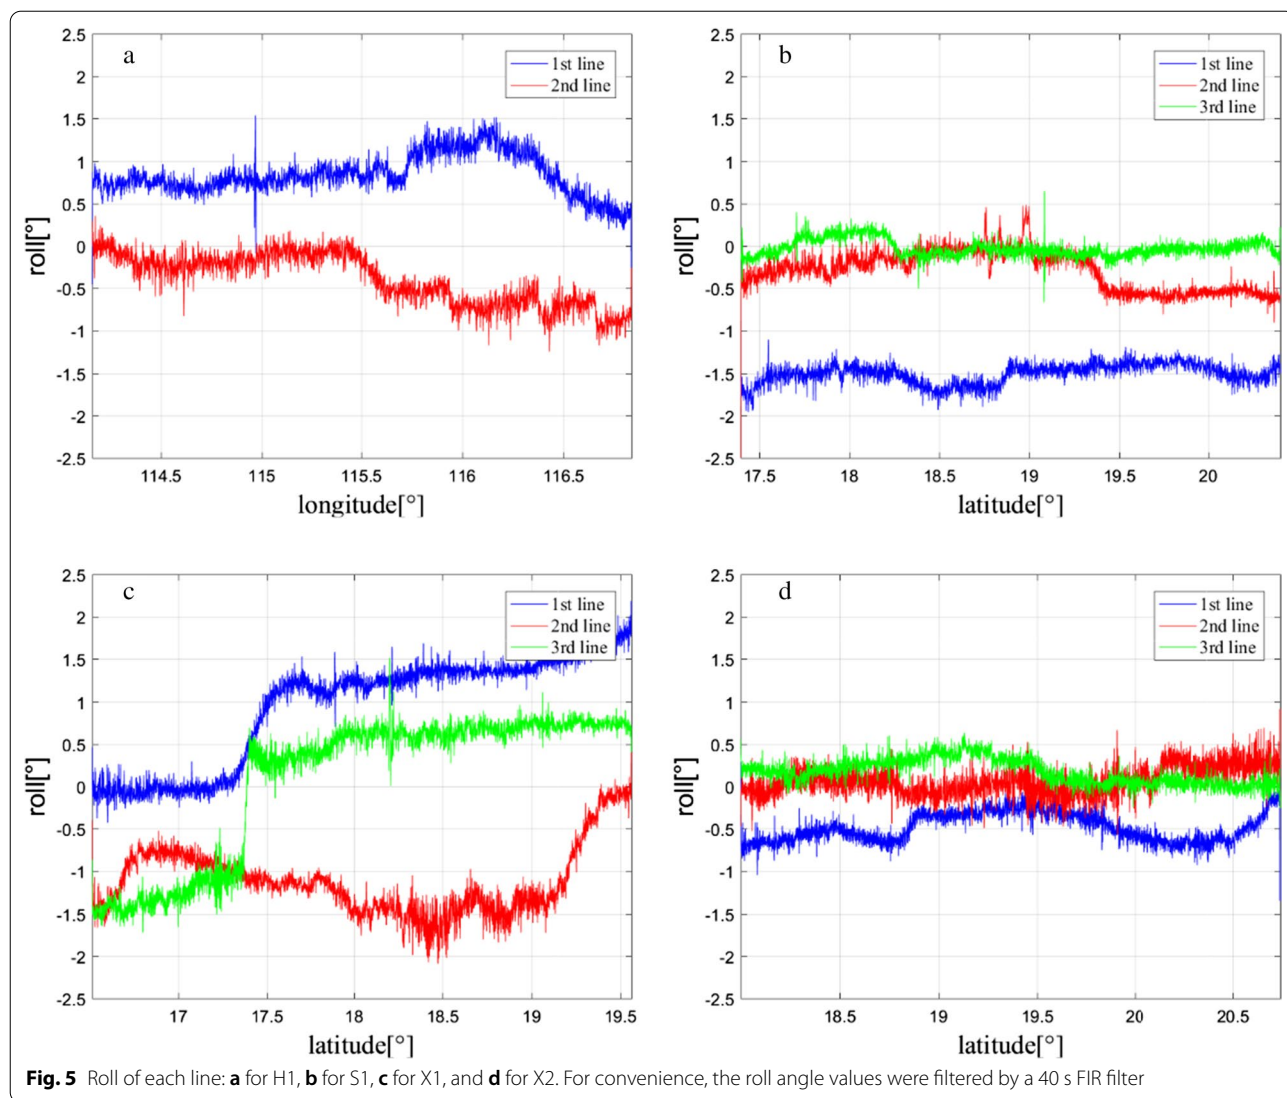 a
2.5
2
1.5
1
0.5
0
-0.5
-1
-1.5
-2
-2.5
roll[°]
114.5
115
115.5
116
116.5
longitude[°]
1st line
2nd line
b
2.5
2
1.5
1
0.5
0
-0.5
-1
-1.5
-2
-2.5
roll[°]
17.5
18
18.5
19
19.5
20
latitude[°]
1st line
2nd line
3rd line
c
2.5
2
1.5
1
0.5
0
-0.5
-1
-1.5
-2
-2.5
roll[°]
17
17.5
18
18.5
19
19.5
latitude[°]
1st line
2nd line
3rd line
d
2.5
2
1.5
1
0.5
0
-0.5
-1
-1.5
-2
-2.5
roll[°]
18.5
19
19.5
20
20.5
latitude[°]
1st line
2nd line
3rd line
Fig. 5 Roll of each line: a for H1, b for S1, c for X1, and d for X2. For convenience, the roll angle values were filtered by a 40 s FIR filter